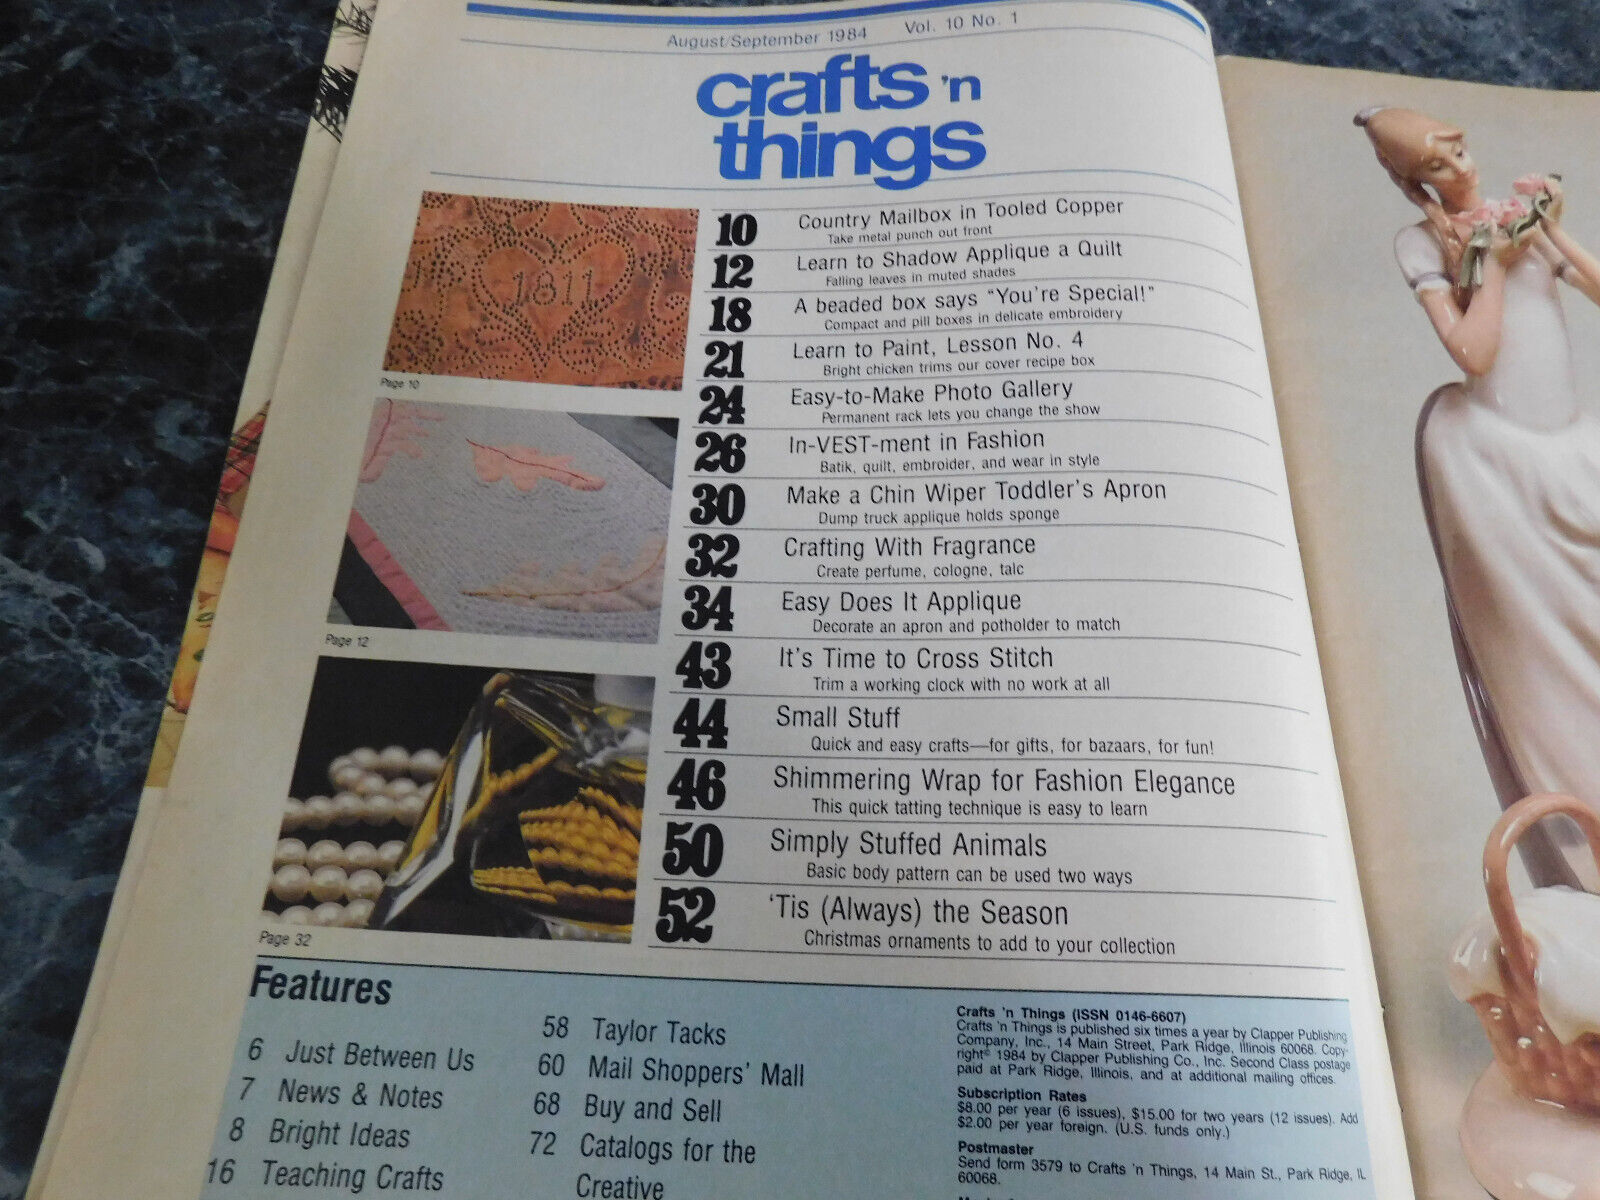 August/September 1984 Vol. 10 No. 1
crafts 'n
things
1811
Page 10
Page 12
Page 32
10 Country Mailbox in Tooled Copper
Take metal punch out front
12 Learn to Shadow Applique a Quilt
Falling leaves in muted shades
18 A beaded box says "You're Special!"
Compact and pill boxes in delicate embroidery
21 Learn to Paint, Lesson No. 4
Bright chicken trims our cover recipe box
24 Easy-to-Make Photo Gallery
Permanent rack lets you change the show
26 In-VEST-ment in Fashion
Batik, quilt, embroider, and wear in style
30 Make a Chin Wiper Toddler's Apron
Dump truck applique holds sponge
32 Crafting With Fragrance
Create perfume, cologne, talc
34 Easy Does It Applique
Decorate an apron and potholder to match
43 It's Time to Cross Stitch
Trim a working clock with no work at all
44 Small Stuff
Quick and easy crafts—for gifts, for bazaars, for fun!
46 Shimmering Wrap for Fashion Elegance
This quick tatting technique is easy to learn
50 Simply Stuffed Animals
Basic body pattern can be used two ways
52 'Tis (Always) the Season
Christmas ornaments to add to your collection
Features
6 Just Between Us
7 News & Notes
8 Bright Ideas
16 Teaching Crafts
58 Taylor Tacks
60 Mail Shoppers' Mall
68 Buy and Sell
72 Catalogs for the
Creative
Crafts 'n Things (ISSN 0146-6607)
Crafts 'n Things is published six times a year by Clapper Publishing
Company, Inc., 14 Main Street, Park Ridge, Illinois 60068. Copy-
right© 1984 by Clapper Publishing Co., Inc. Second Class postage
paid at Park Ridge, Illinois, and at additional mailing offices.
Subscription Rates
$8.00 per year (6 issues), $15.00 for two years (12 issues). Add
$2.00 per year foreign. (U.S. funds only.)
Postmaster
Send form 3579 to Crafts 'n Things, 14 Main St., Park Ridge, IL
60068.